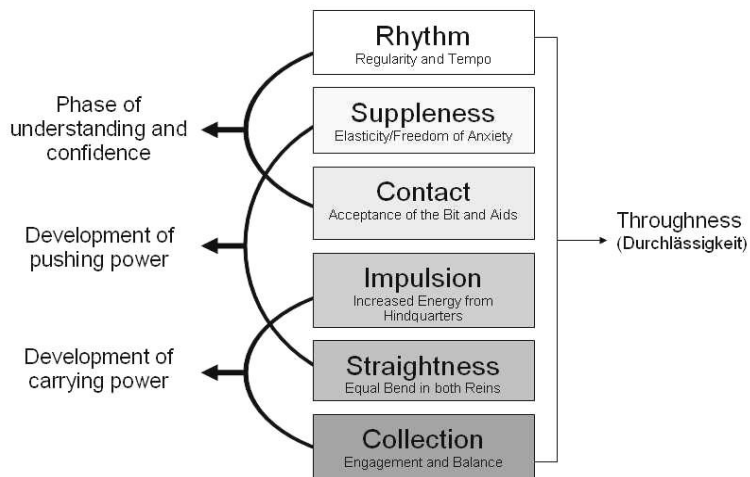 Rhythm
Regularity and Tempo
Phase of
understanding and
confidence
Suppleness
Elasticity/Freedom of Anxiety
Contact
Acceptance of the Bit and Aids
Throughness
(Durchlässigkeit)
Development of
pushing power
Impulsion
Increased Energy from
Hindquarters
Development of
carrying power
Straightness
Equal Bend in both Reins
Collection
Engagement and Balance